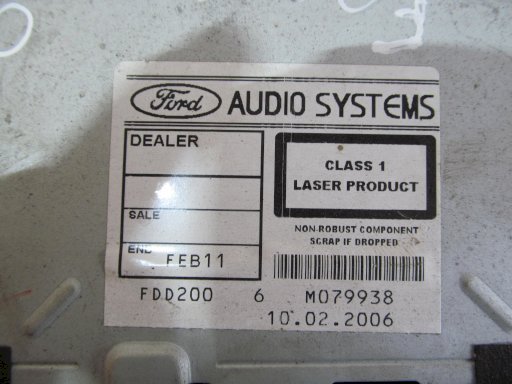 Ford AUDIO SYSTEMS
DEALER
CLASS 1
LASER PRODUCT
SALE
NON-ROBUST COMPONENT
SCRAP IF DROPPED
END FEB11
FDD200 6 M079938
10.02.2006